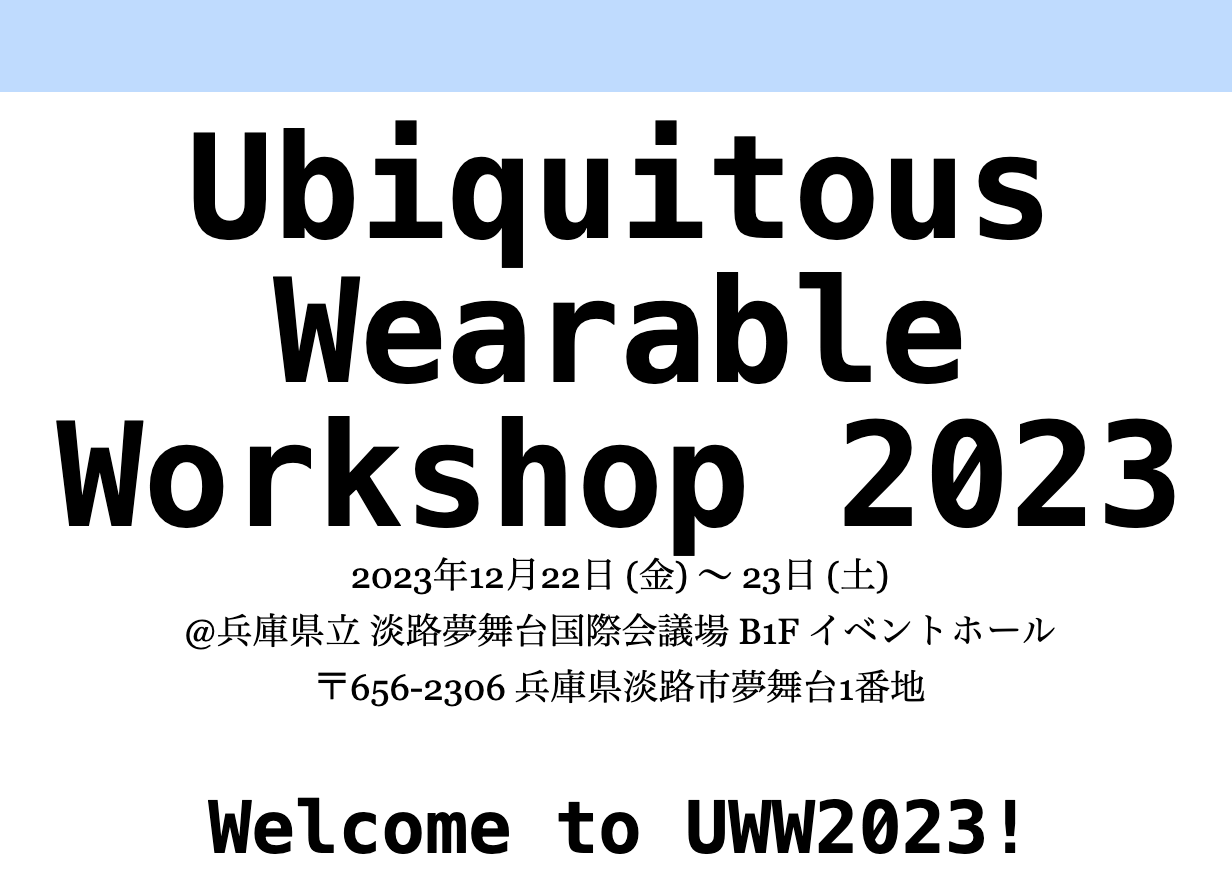 Ubiquitous
Wearable
Workshop 2023
2023年12月22日 (金) 〜 23日 (土)
@兵庫県立 淡路夢舞台国際会議場 B1F イベントホール
〒656-2306 兵庫県淡路市夢舞台1番地
Welcome to UWW2023!